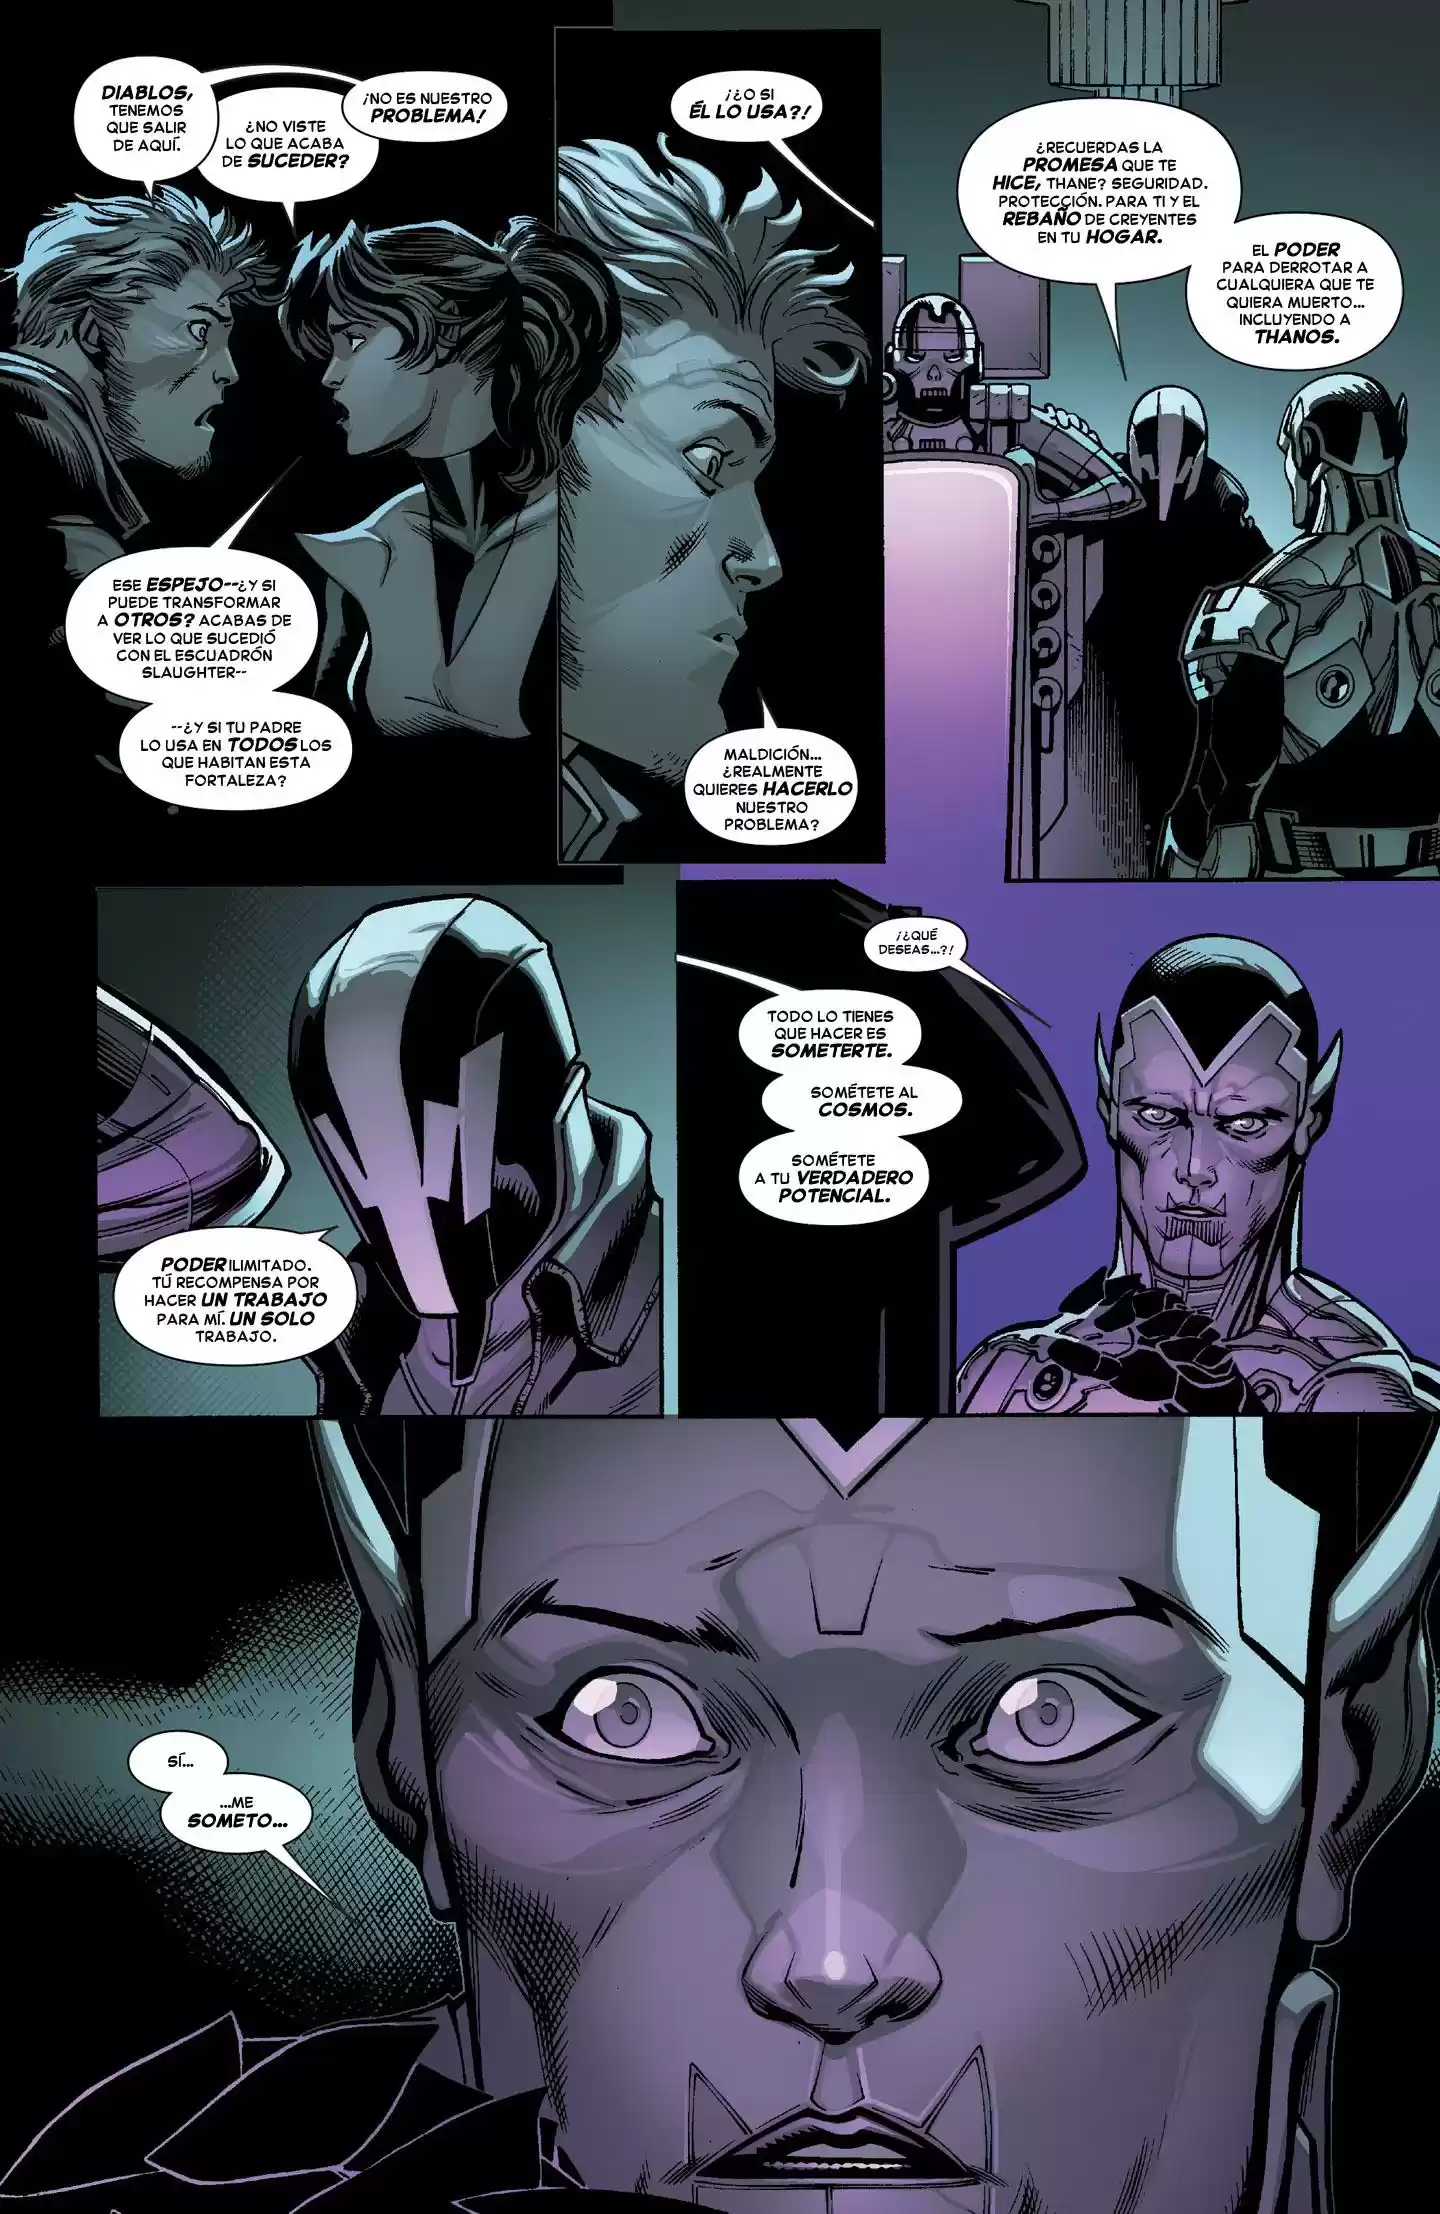 DIABLOS,
TENEMOS
QUE SALIR
DE AQUÍ.
¿NO VISTE
LO QUE ACABA
DE SUCEDER?
¡NO ES NUESTRO
PROBLEMA!
ESE ESPEJO--¿Y SI
PUEDE TRANSFORMAR
A OTROS? ACABAS DE
VER LO QUE SUCEDIÓ
CON EL ESCUADRÓN
SLAUGHTER--
--¿Y SI TU PADRE
LO USA EN TODOS LOS
QUE HABITAN ESTA
FORTALEZA?
¡¿O SI
ÉL LO USA?!
MALDICIÓN...
¿REALMENTE
QUIERES HACERLO
NUESTRO
PROBLEMA?
¿RECUERDAS LA
PROMESA QUE TE
HICE, THANE? SEGURIDAD.
PROTECCIÓN. PARA TI Y EL
REBAÑO DE CREYENTES
EN TU HOGAR.
EL PODER
PARA DERROTAR A
CUALQUIERA QUE TE
QUIERA MUERTO...
INCLUYENDO A
THANOS.
PODER ILIMITADO.
TÚ RECOMPENSA POR
HACER UN TRABAJO
PARA MÍ. UN SOLO
TRABAJO.
¡¿QUÉ
DESEAS...?!
TODO LO TIENES
QUE HACER ES
SOMETERTE.
SOMÉTETE AL
COSMOS.
SOMÉTETE
A TU VERDADERO
POTENCIAL.
SÍ...
...ME
SOMETO...